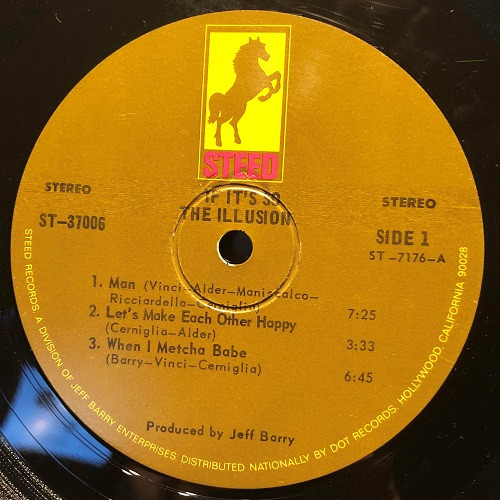 STEED
IF IT'S SO
THE ILLUSION
STEREO
ST-37006
STEREO
SIDE 1
ST-7176-A
1. Man (Vinci-Alder-Maniscalco-
Ricciardella-Cerniglia) 7:25
2. Let's Make Each Other Happy
(Cerniglia-Alder) 3:33
3. When I Metcha Babe
(Barry-Vinci-Cerniglia) 6:45
Produced by Jeff Barry
STEED RECORDS, A DIVISION OF JEFF BARRY ENTERPRISES. DISTRIBUTED NATIONALLY BY DOT RECORDS, HOLLYWOOD, CALIFORNIA 90028